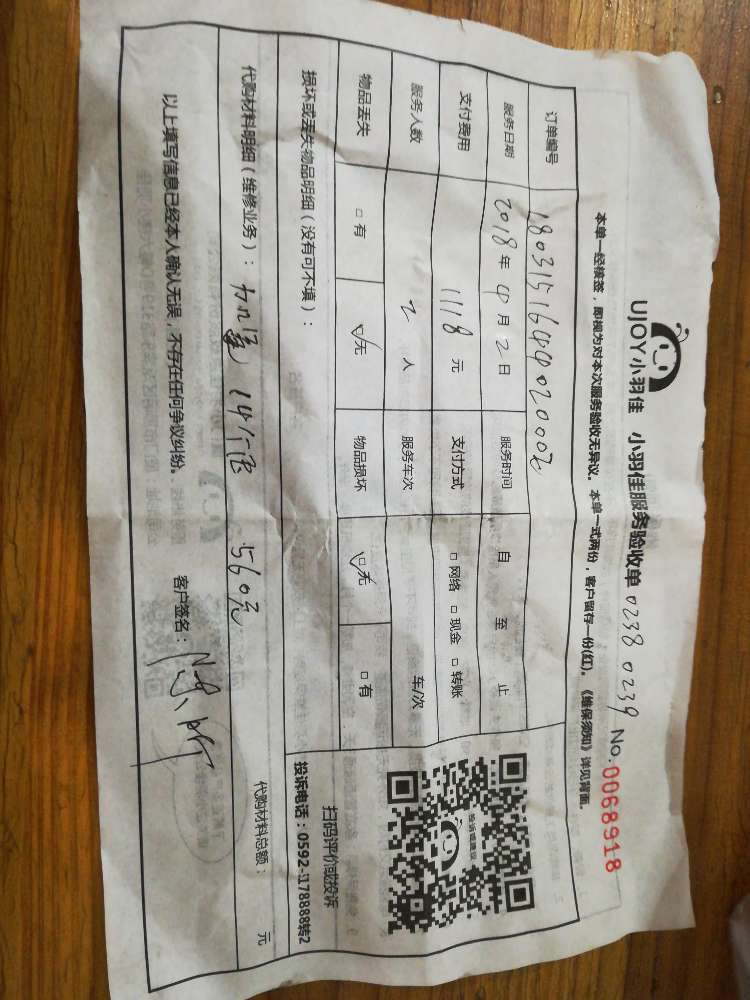 UJOY小羽佳 小羽佳服务验收单 0238 0239 No.0068918
本单一经核签，即视为对本次服务验收无异议。本单一式两份，客户留存一份(红)。《维保须知》详见背面。
订单编号
服务日期 2018年 4月 2日 服务时间 自 至 止
支付费用 1118元 支付方式 □网络 □现金 □转账
服务人数 2人 服务车次 车/次
物品丢失 □有 □无 物品损坏 □无 □有
损坏或丢失物品明细（没有可不填）：
扫码评价或投诉
投诉电话：0592-1178888转2
代购材料明细（维修业务）： 560元 代购材料总额： 元
以上填写信息已经本人确认无误，不存在任何争议纠纷。 客户签名：